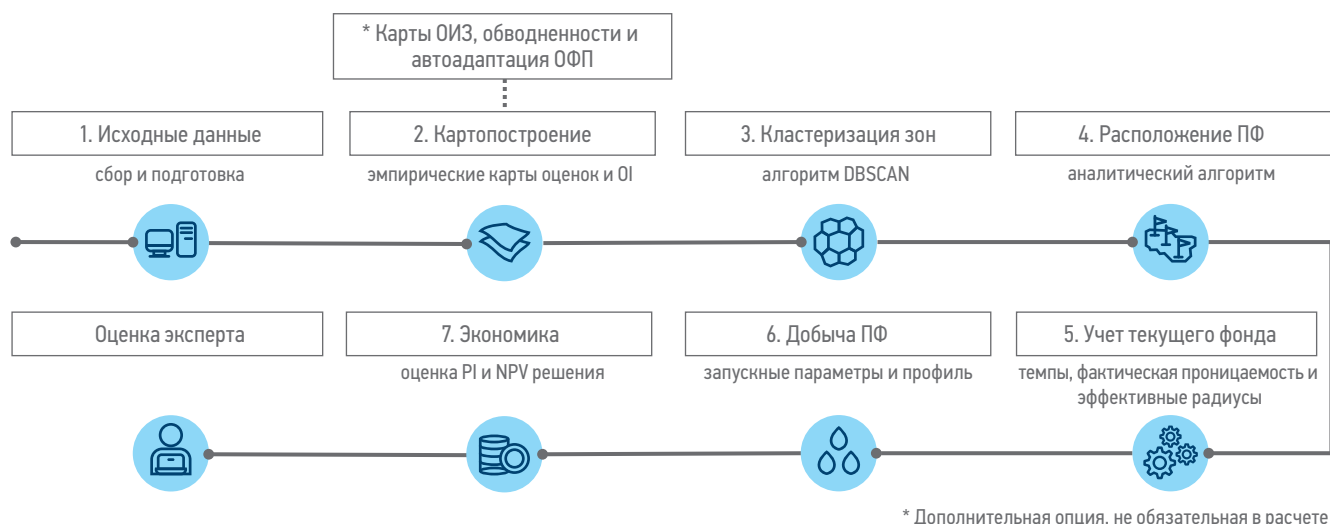 * Карты ОИЗ, обводненности и
автоадаптация ОФП
1. Исходные данные
сбор и подготовка
2. Картопостроение
эмпирические карты оценок и OI
3. Кластеризация зон
алгоритм DBSCAN
4. Расположение ПФ
аналитический алгоритм
Оценка эксперта
7. Экономика
оценка PI и NPV решения
6. Добыча ПФ
запускные параметры и профиль
5. Учет текущего фонда
темпы, фактическая проницаемость и
эффективные радиусы
* Дополнительная опция, не обязательная в расчете